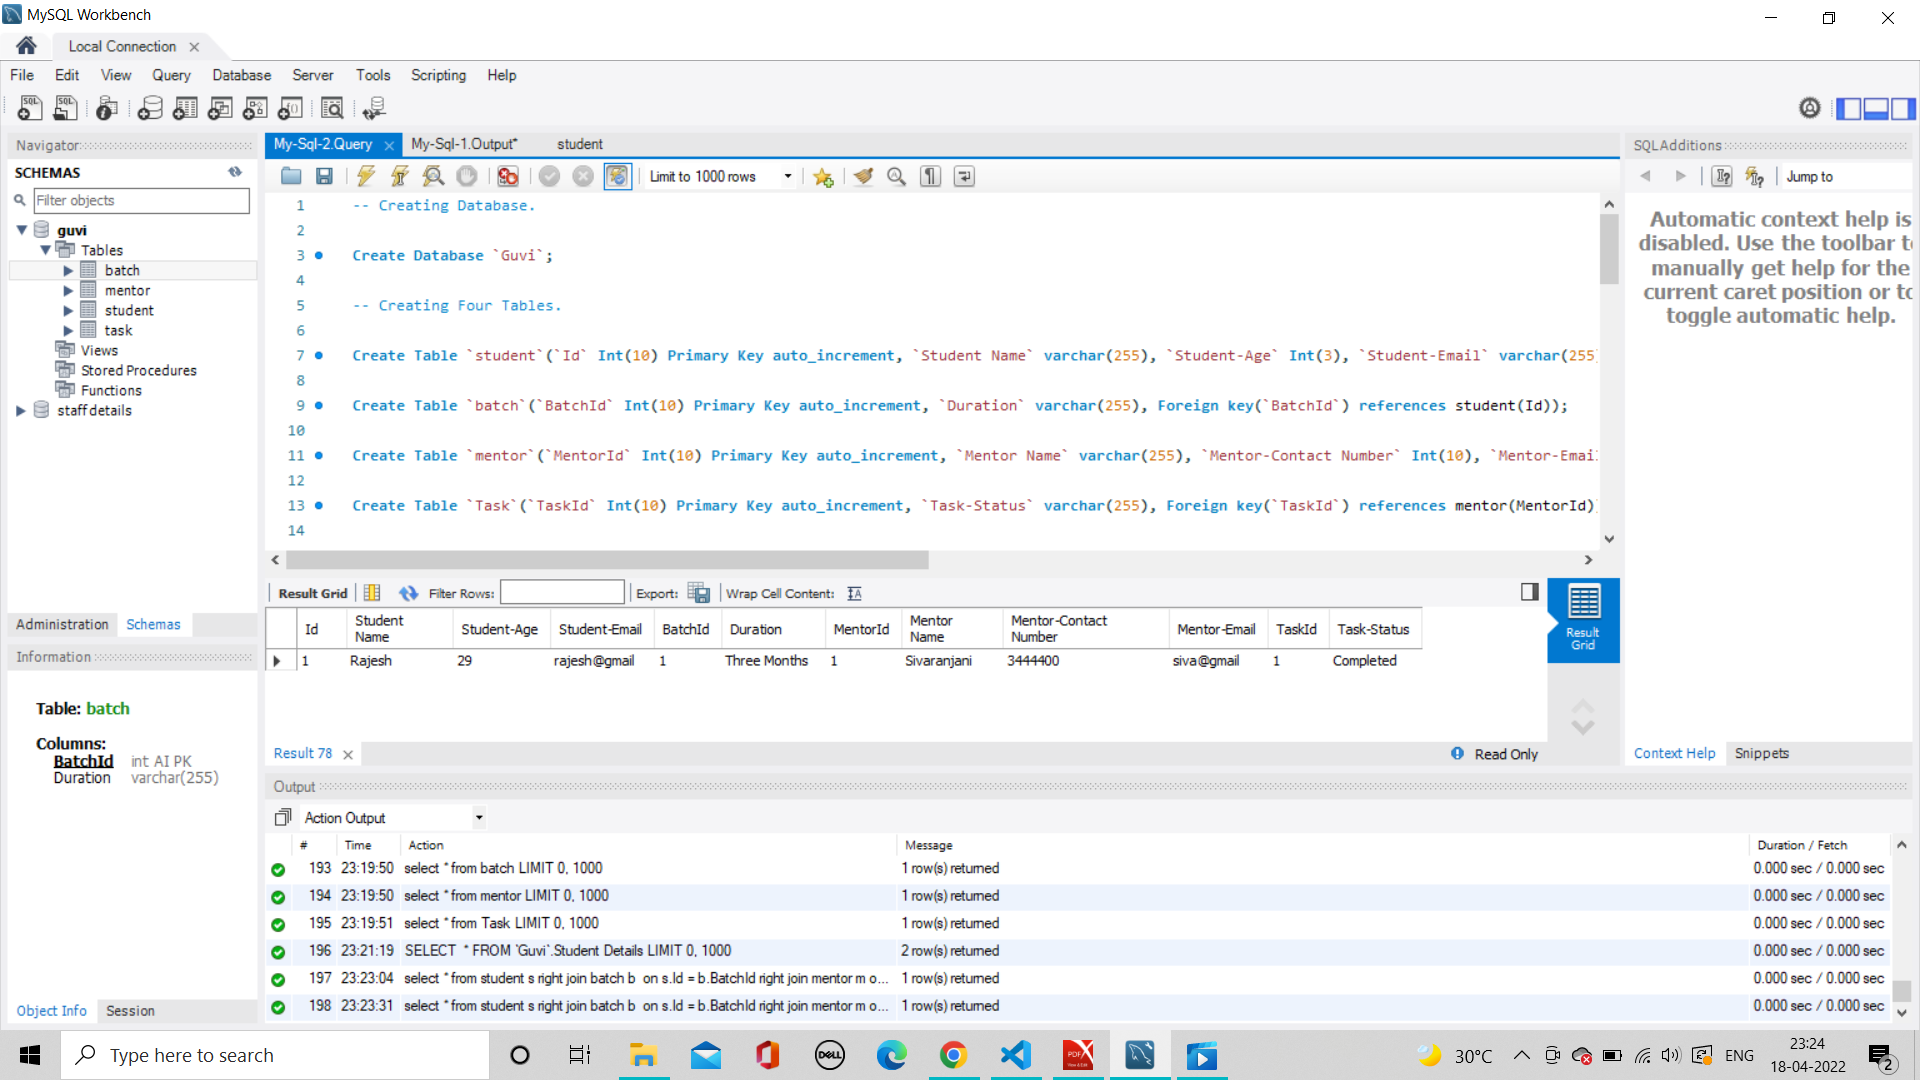 MySQL Workbench
Local Connection
File Edit View Query Database Server Tools Scripting Help
Navigator
SCHEMAS
Filter objects
guvi
Tables
batch
mentor
student
task
Views
Stored Procedures
Functions
staffdetails
Administration Schemas
Information
Table: batch
Columns:
BatchId int AI PK
Duration varchar(255)
Object Info Session
My-Sql-2.Query My-Sql-1.Output* student
Limit to 1000 rows
1 -- Creating Database.
2
3 Create Database `Guvi`;
4
5 -- Creating Four Tables.
6
7 Create Table `student`(`Id` Int(10) Primary Key auto_increment, `Student Name` varchar(255), `Student-Age` Int(3), `Student-Email` varchar(255
8
9 Create Table `batch`(`BatchId` Int(10) Primary Key auto_increment, `Duration` varchar(255), Foreign key(`BatchId`) references student(Id));
10
11 Create Table `mentor`(`MentorId` Int(10) Primary Key auto_increment, `Mentor Name` varchar(255), `Mentor-Contact Number` Int(10), `Mentor-Email
12
13 Create Table `Task`(`TaskId` Int(10) Primary Key auto_increment, `Task-Status` varchar(255), Foreign key(`TaskId`) references mentor(MentorId)
14
Result Grid Filter Rows: Export: Wrap Cell Content:
Id Student Name Student-Age Student-Email BatchId Duration MentorId Mentor Name Mentor-Contact Number Mentor-Email TaskId Task-Status
1 Rajesh 29 rajesh@gmail 1 Three Months 1 Sivaranjani 3444400 siva@gmail 1 Completed
Result Grid
Result 78 Read Only
SQLAdditions
Jump to
Automatic context help is
disabled. Use the toolbar to
manually get help for the
current caret position or to
toggle automatic help.
Context Help Snippets
Output
Action Output
# Time Action Message Duration / Fetch
193 23:19:50 select * from batch LIMIT 0, 1000 1 row(s) returned 0.000 sec / 0.000 sec
194 23:19:50 select * from mentor LIMIT 0, 1000 1 row(s) returned 0.000 sec / 0.000 sec
195 23:19:51 select * from Task LIMIT 0, 1000 1 row(s) returned 0.000 sec / 0.000 sec
196 23:21:19 SELECT * FROM `Guvi`.Student Details LIMIT 0, 1000 2 row(s) returned 0.000 sec / 0.000 sec
197 23:23:04 select * from student s right join batch b on s.Id = b.BatchId right join mentor m o... 1 row(s) returned 0.000 sec / 0.000 sec
198 23:23:31 select * from student s right join batch b on s.Id = b.BatchId right join mentor m o... 1 row(s) returned 0.000 sec / 0.000 sec
Type here to search
DELL
PDF
30°C
ENG
23:24
18-04-2022
2